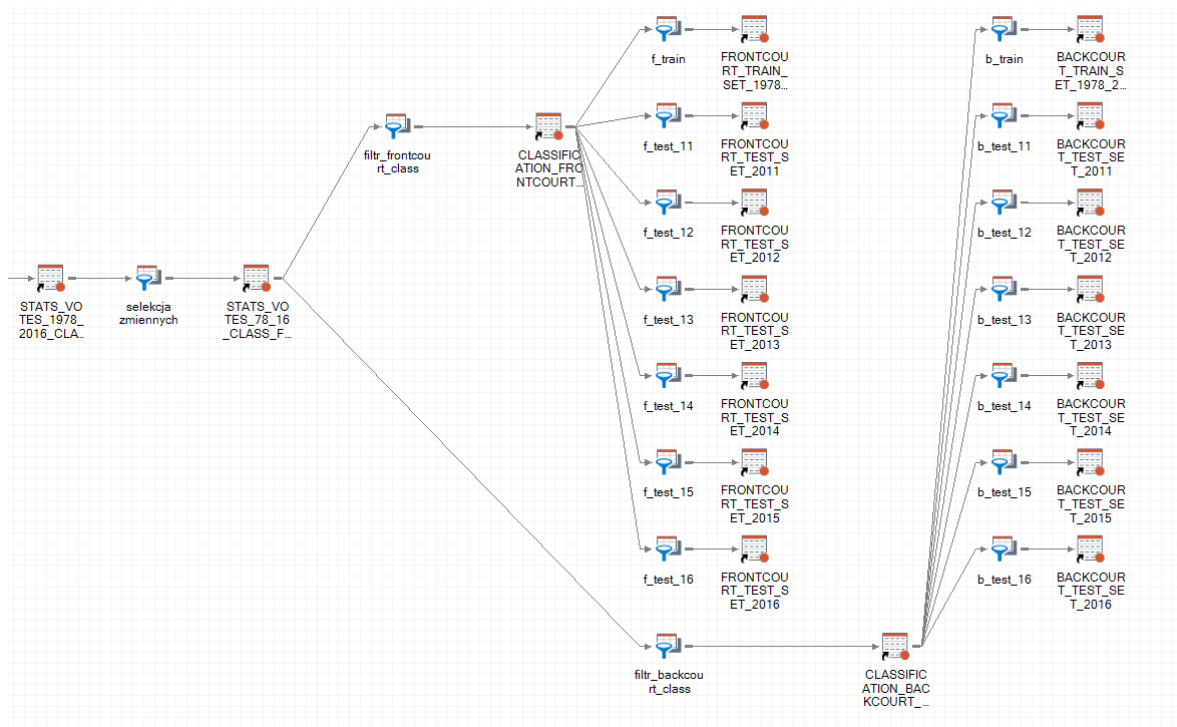 f_train
FRONTCOU
RT_TRAIN_
SET_1978...
b_train
BACKCOUR
T_TRAIN_S
ET_1978_2...
filtr_frontcou
rt_class
CLASSIFIC
ATION_FRO
NTCOURT...
f_test_11
FRONTCOU
RT_TEST_S
ET_2011
b_test_11
BACKCOUR
T_TEST_SE
T_2011
f_test_12
FRONTCOU
RT_TEST_S
ET_2012
b_test_12
BACKCOUR
T_TEST_SE
T_2012
STATS_VO
TES_1978_
2016_CLA...
selekcja
zmiennych
STATS_VO
TES_78_16
_CLASS_F...
f_test_13
FRONTCOU
RT_TEST_S
ET_2013
b_test_13
BACKCOUR
T_TEST_SE
T_2013
f_test_14
FRONTCOU
RT_TEST_S
ET_2014
b_test_14
BACKCOUR
T_TEST_SE
T_2014
f_test_15
FRONTCOU
RT_TEST_S
ET_2015
b_test_15
BACKCOUR
T_TEST_SE
T_2015
f_test_16
FRONTCOU
RT_TEST_S
ET_2016
b_test_16
BACKCOUR
T_TEST_SE
T_2016
filtr_backcou
rt_class
CLASSIFIC
ATION_BAC
KCOURT_...